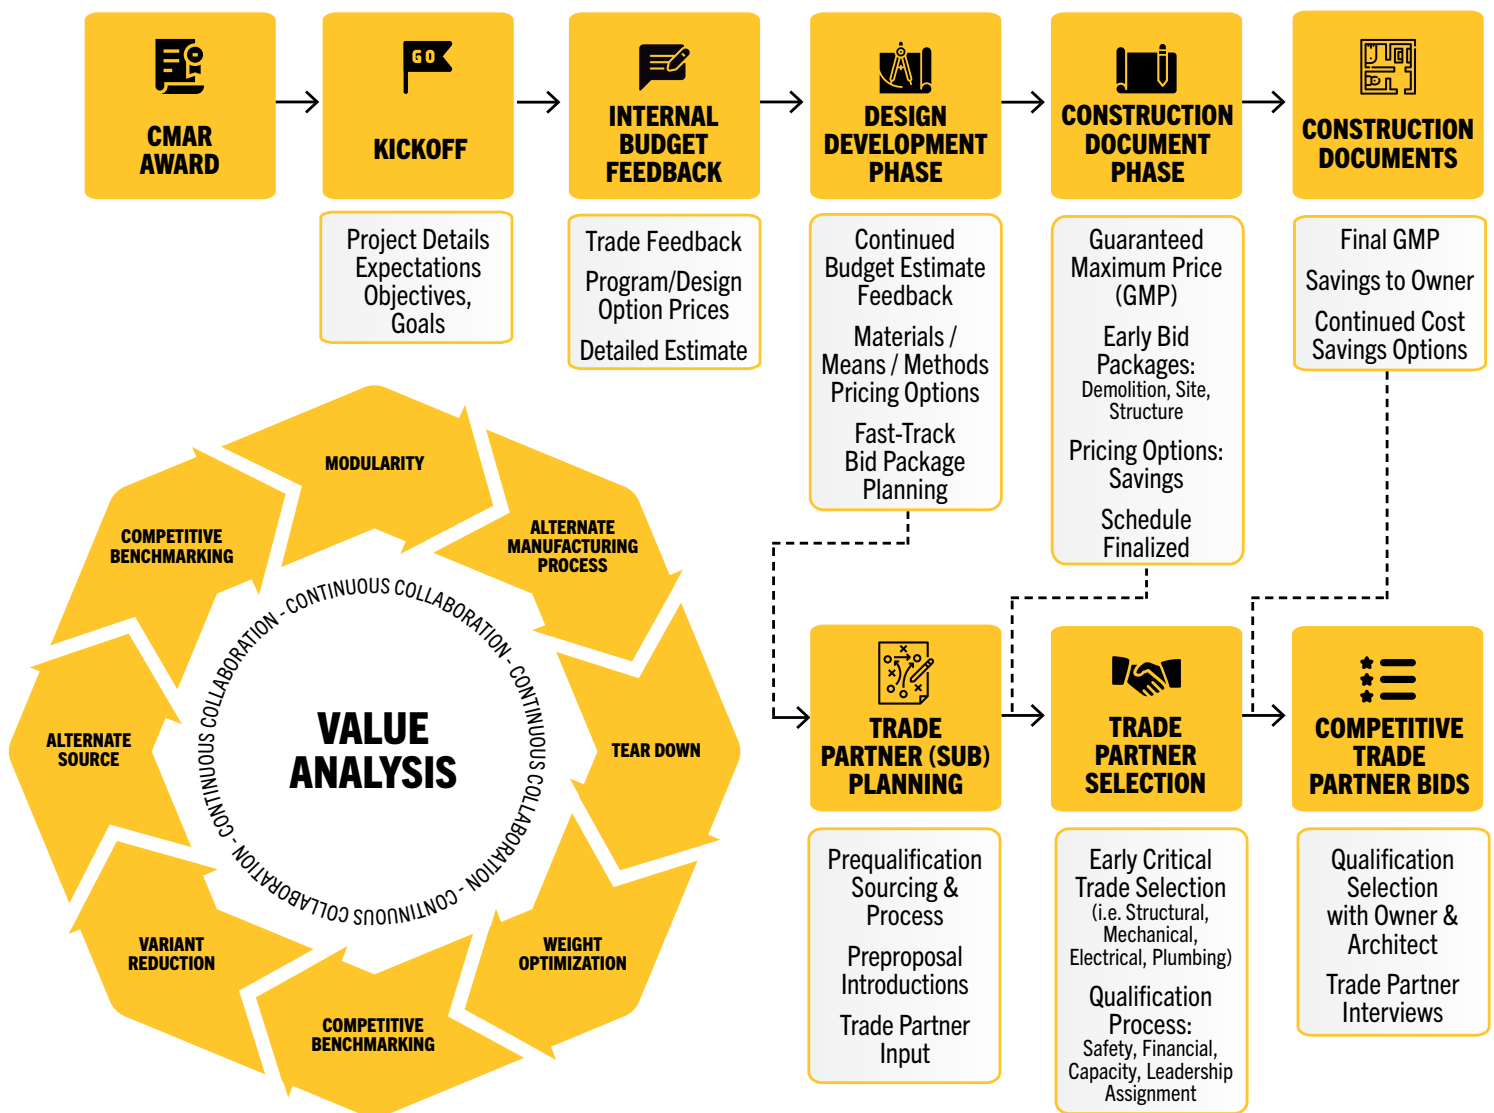 CMAR
AWARD
GO
KICKOFF
INTERNAL
BUDGET
FEEDBACK
DESIGN
DEVELOPMENT
PHASE
CONSTRUCTION
DOCUMENT
PHASE
CONSTRUCTION
DOCUMENTS
Project Details
Expectations
Objectives,
Goals
Trade Feedback
Program/Design
Option Prices
Detailed Estimate
Continued
Budget Estimate
Feedback
Materials /
Means / Methods
Pricing Options
Fast-Track
Bid Package
Planning
Guaranteed
Maximum Price
(GMP)
Early Bid
Packages:
Demolition, Site,
Structure
Pricing Options:
Savings
Schedule
Finalized
Final GMP
Savings to Owner
Continued Cost
Savings Options
MODULARITY
ALTERNATE
MANUFACTURING
PROCESS
TEAR DOWN
WEIGHT
OPTIMIZATION
COMPETITIVE
BENCHMARKING
VARIANT
REDUCTION
ALTERNATE
SOURCE
COMPETITIVE
BENCHMARKING
CONTINUOUS COLLABORATION - CONTINUOUS COLLABORATION - CONTINUOUS COLLABORATION - CONTINUOUS COLLABORATION - CONTINUOUS COLLABORATION -
VALUE
ANALYSIS
TRADE
PARTNER (SUB)
PLANNING
TRADE
PARTNER
SELECTION
COMPETITIVE
TRADE
PARTNER BIDS
Prequalification
Sourcing &
Process
Preproposal
Introductions
Trade Partner
Input
Early Critical
Trade Selection
(i.e. Structural,
Mechanical,
Electrical, Plumbing)
Qualification
Process:
Safety, Financial,
Capacity, Leadership
Assignment
Qualification
Selection
with Owner &
Architect
Trade Partner
Interviews